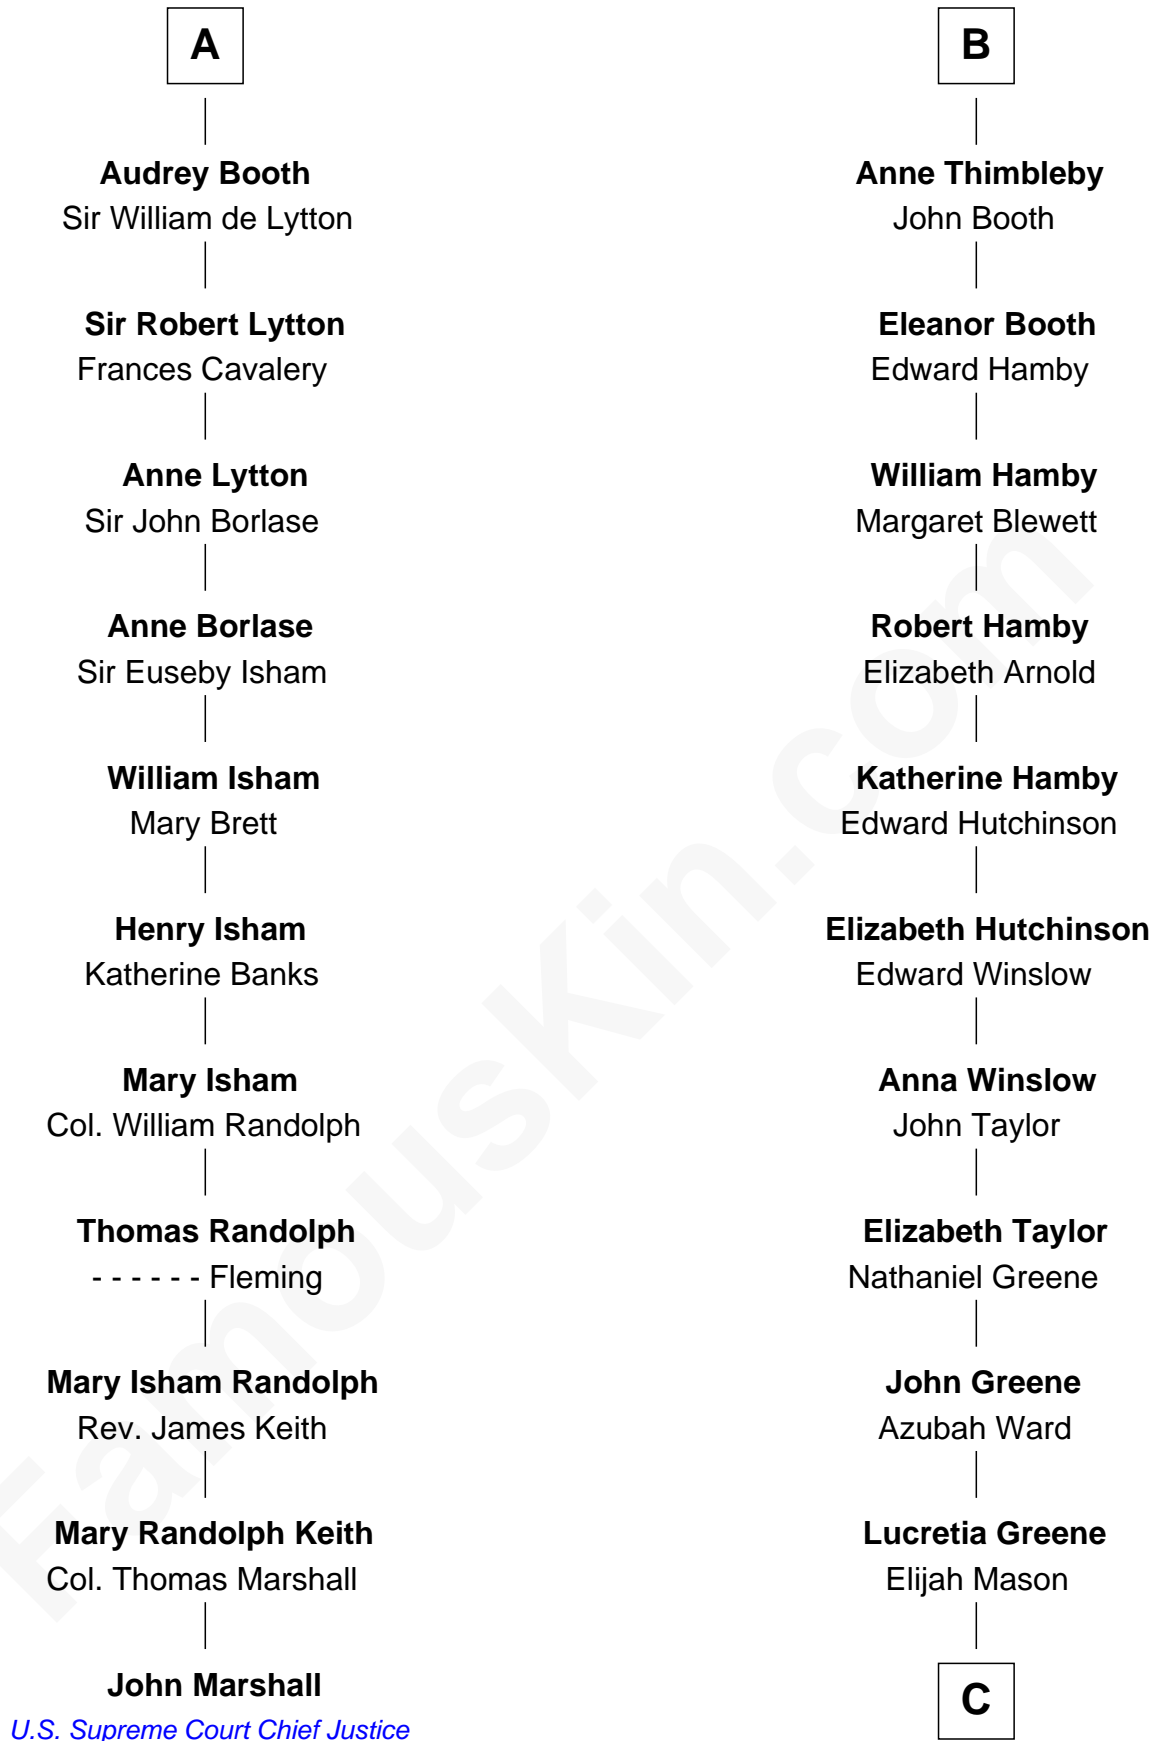 A
Audrey Booth
Sir William de Lytton
Sir Robert Lytton
Frances Cavalery
Anne Lytton
Sir John Borlase
Anne Borlase
Sir Euseby Isham
William Isham
Mary Brett
Henry Isham
Katherine Banks
Mary Isham
Col. William Randolph
Thomas Randolph
- - - - - - Fleming
Mary Isham Randolph
Rev. James Keith
Mary Randolph Keith
Col. Thomas Marshall
John Marshall
U.S. Supreme Court Chief Justice
B
Anne Thimbleby
John Booth
Eleanor Booth
Edward Hamby
William Hamby
Margaret Blewett
Robert Hamby
Elizabeth Arnold
Katherine Hamby
Edward Hutchinson
Elizabeth Hutchinson
Edward Winslow
Anna Winslow
John Taylor
Elizabeth Taylor
Nathaniel Greene
John Greene
Azubah Ward
Lucretia Greene
Elijah Mason
C
FamousKin.com